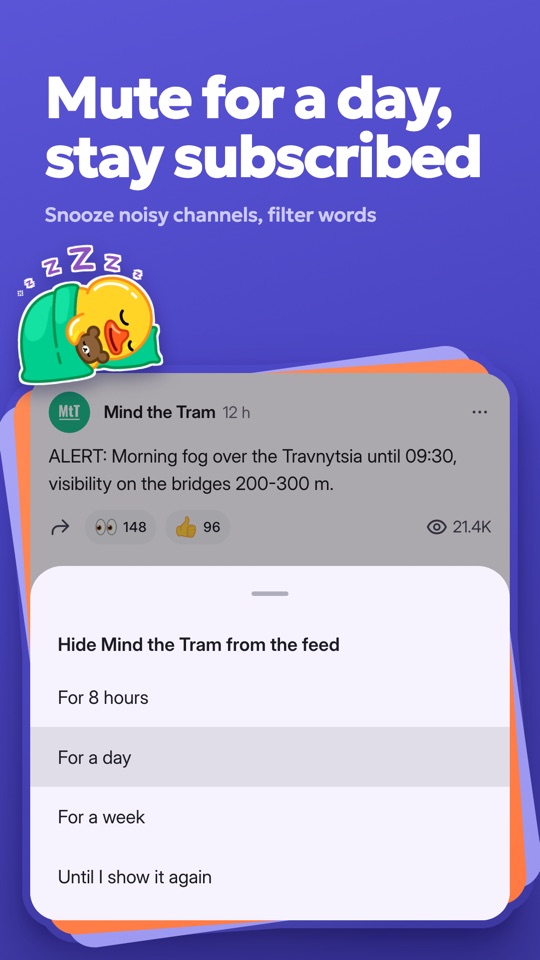 Mute for a day,
stay subscribed
Snooze noisy channels, filter words
z z Z z z
MtT
Mind the Tram 12 h
ALERT: Morning fog over the Travnytsia until 09:30,
visibility on the bridges 200-300 m.
148 96 21.4K
Hide Mind the Tram from the feed
For 8 hours
For a day
For a week
Until I show it again